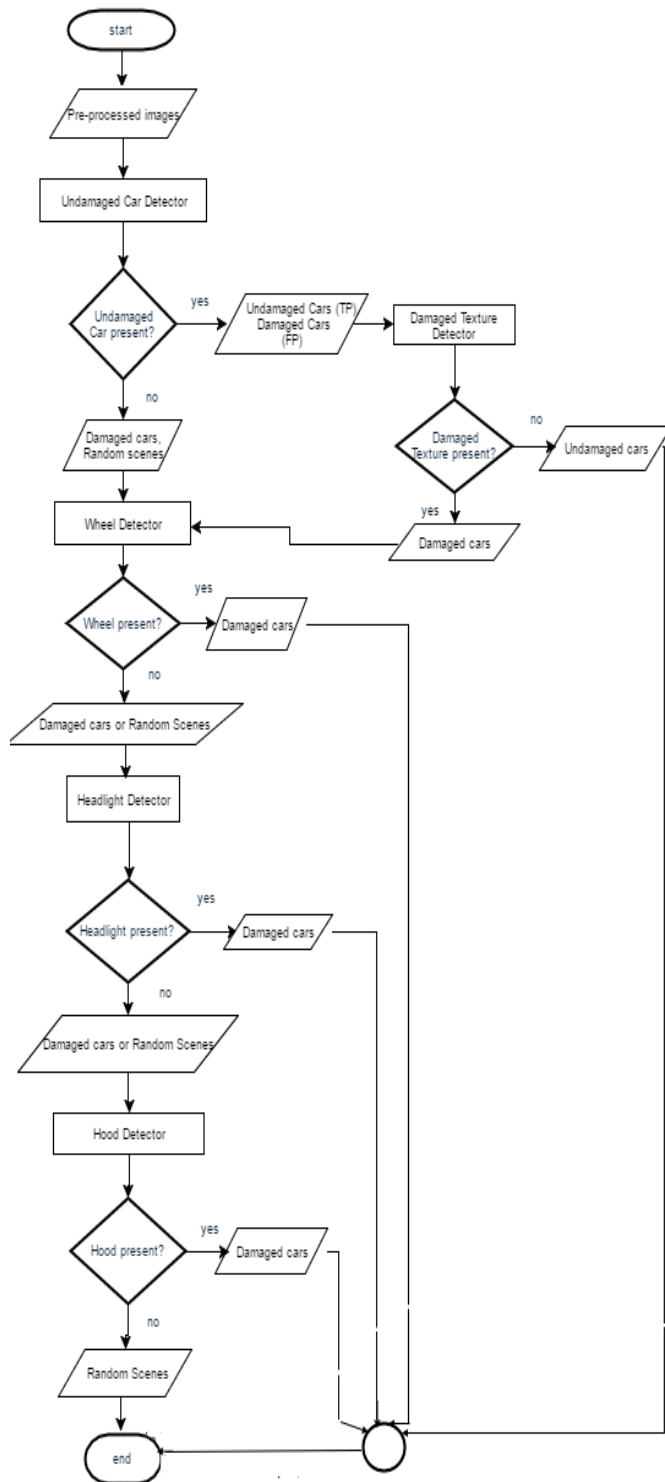 start
Pre-processed images
Undamaged Car Detector
Undamaged
Car present?
yes
Undamaged Cars (TP)
Damaged Cars
(FP)
Damaged Texture
Detector
no
Damaged
Texture present?
no
Undamaged cars
Damaged cars,
Random scenes
yes
Damaged cars
Wheel Detector
Wheel present?
yes
Damaged cars
no
Damaged cars or Random Scenes
Headlight Detector
Headlight present?
yes
Damaged cars
no
Damaged cars or Random Scenes
Hood Detector
Hood present?
yes
Damaged cars
no
Random Scenes
end